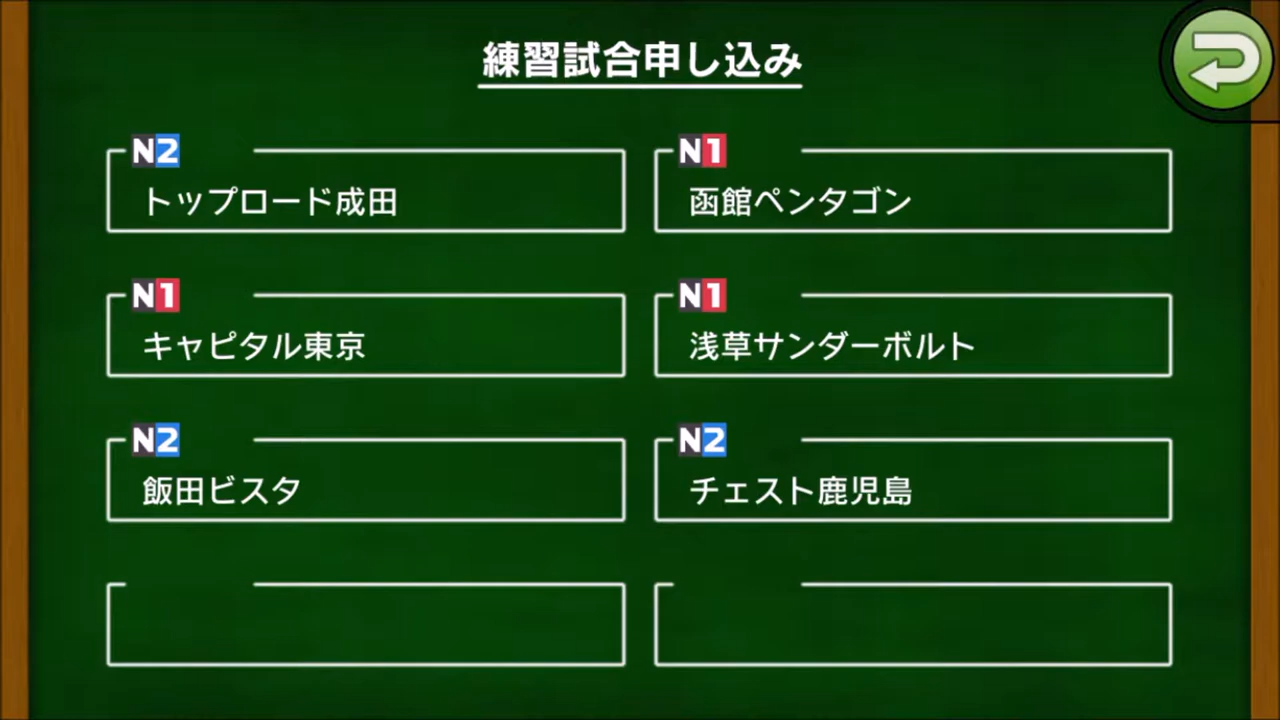 練習試合申し込み
N2
トップロード成田
N1
函館ペンタゴン
N1
キャピタル東京
N1
浅草サンダーボルト
N2
飯田ビスタ
N2
チェスト鹿児島